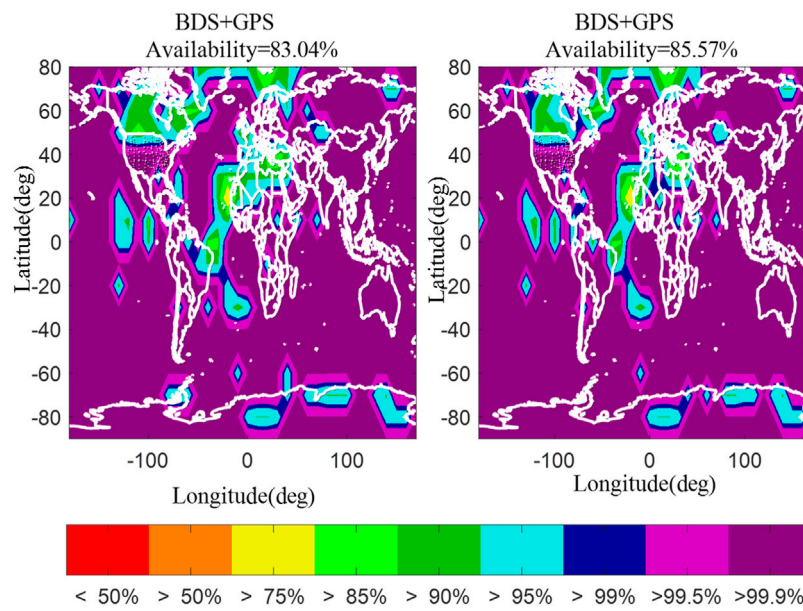 BDS+GPS
Availability=83.04%
80
60
40
20
0
-20
-40
-60
-80
Latitude(deg)
-100 0 100
Longitude(deg)
BDS+GPS
Availability=85.57%
80
60
40
20
0
-20
-40
-60
-80
Latitude(deg)
-100 0 100
Longitude(deg)
< 50% > 50% > 75% > 85% > 90% > 95% > 99% >99.5% >99.9%